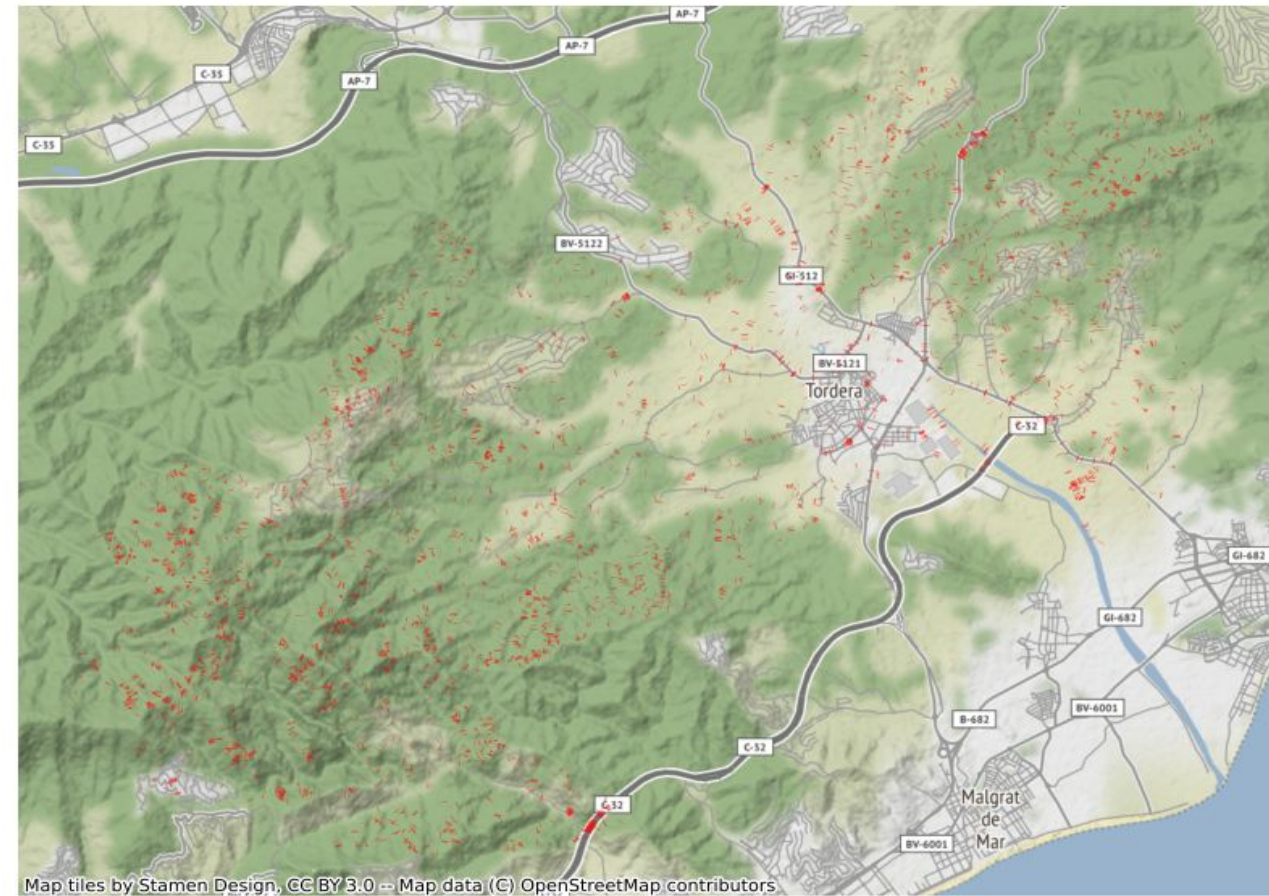 AP-7
AP-7
C-35
AP-7
C-35
BV-5122
GI-512
BV-5121
Tordera
C-32
GI-682
GI-682
BV-6001
B-682
C-32
C-32
Malgrat
de
Mar
BV-6001
Map tiles by Stamen Design, CC BY 3.0 -- Map data (C) OpenStreetMap contributors